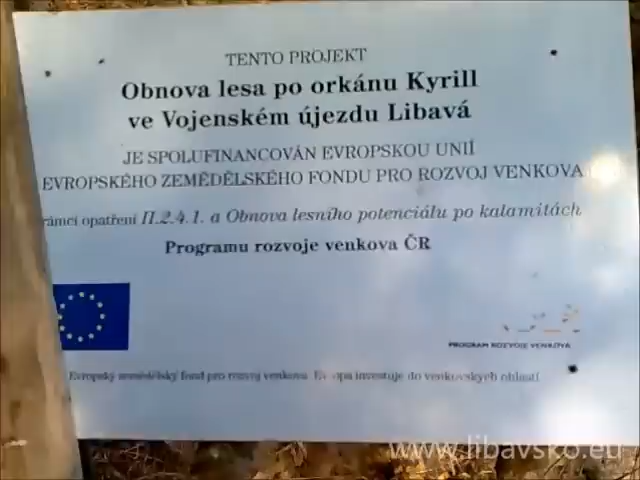 TENTO PROJEKT
Obnova lesa po orkánu Kyrill
ve Vojenském újezdu Libavá
JE SPOLUFINANCOVÁN EVROPSKOU UNIÍ
EVROPSKÉHO ZEMĚDĚLSKÉHO FONDU PRO ROZVOJ VENKOVA
rámci opatření II.2.4.1. a Obnova lesního potenciálu po kalamitách
Programu rozvoje venkova ČR
PROGRAM ROZVOJE VENKOVA
Evropský zemědělský fond pro rozvoj venkova: Ev opa investuje do venkovských oblastí
www.libavsko.eu